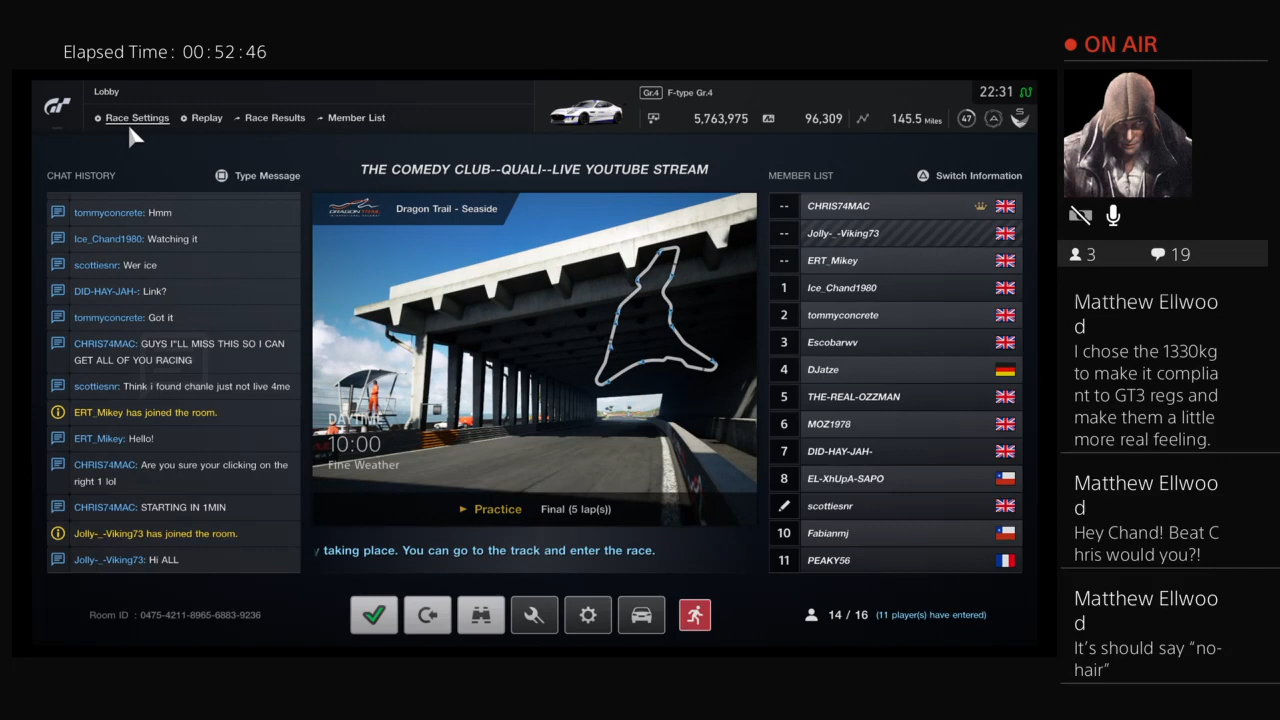 Elapsed Time: 00:52:46
ON AIR
Lobby
Race Settings
Replay
Race Results
Member List
Gr.4 F-type Gr.4
22:31
5,763,975
96,309
145.5 Miles
47
S
CHAT HISTORY
Type Message
tommyconcrete: Hmm
Ice_Chand1980: Watching it
scottiesnr: Wer ice
DID-HAY-JAH-: Link?
tommyconcrete: Got it
CHRIS74MAC: GUYS I"LL MISS THIS SO I CAN
GET ALL OF YOU RACING
scottiesnr: Think i found chanle just not live 4me
ERT_Mikey has joined the room.
ERT_Mikey: Hello!
CHRIS74MAC: Are you sure your clicking on the
right 1 lol
CHRIS74MAC: STARTING IN 1MIN
Jolly-_-Viking73 has joined the room.
Jolly-_-Viking73: Hi ALL
Room ID : 0475-4211-8965-6883-9236
THE COMEDY CLUB--QUALI--LIVE YOUTUBE STREAM
DRAGON TRAIL
Dragon Trail - Seaside
DAYTIME
10:00
Fine Weather
Practice Final (5 lap(s))
taking place. You can go to the track and enter the race.
MEMBER LIST
Switch Information
-- CHRIS74MAC
-- Jolly-_-Viking73
-- ERT_Mikey
1 Ice_Chand1980
2 tommyconcrete
3 Escobarwv
4 DJatze
5 THE-REAL-OZZMAN
6 MOZ1978
7 DID-HAY-JAH-
8 EL-XhUpA-SAPO
scottiesnr
10 Fabianmj
11 PEAKY56
14 / 16 (11 player(s) have entered)
3
19
Matthew Ellwoo
d
I chose the 1330kg
to make it complia
nt to GT3 regs and
make them a little
more real feeling.
Matthew Ellwoo
d
Hey Chand! Beat C
hris would you?!
Matthew Ellwoo
d
It's should say "no-
hair"